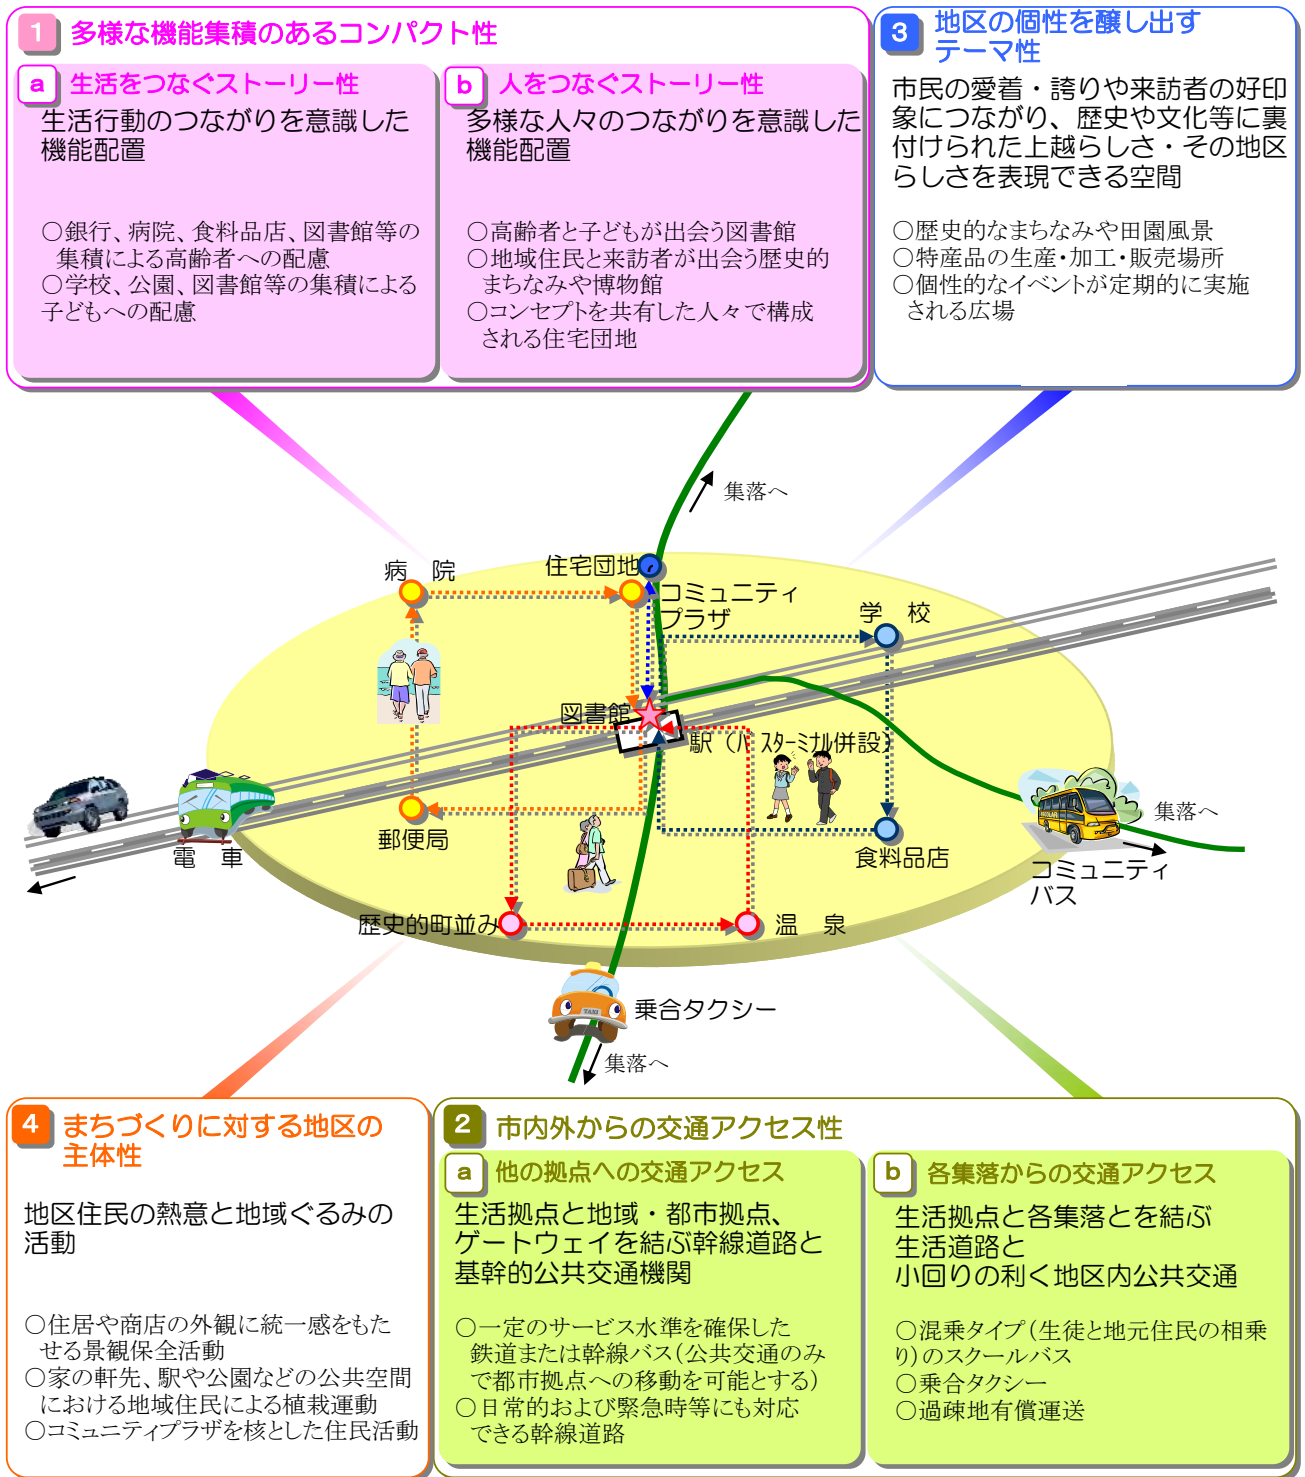 1 多様な機能集積のあるコンパクト性
a 生活をつなぐストーリー性
生活行動のつながりを意識した
機能配置
○銀行、病院、食料品店、図書館等の
集積による高齢者への配慮
○学校、公園、図書館等の集積による
子どもへの配慮
b 人をつなぐストーリー性
多様な人々のつながりを意識した
機能配置
○高齢者と子どもが出会う図書館
○地域住民と来訪者が出会う歴史的
まちなみや博物館
○コンセプトを共有した人々で構成
される住宅団地
3 地区の個性を醸し出す
テーマ性
市民の愛着・誇りや来訪者の好印
象につながり、歴史や文化等に裏
付けられた上越らしさ・その地区
らしさを表現できる空間
○歴史的なまちなみや田園風景
○特産品の生産・加工・販売場所
○個性的なイベントが定期的に実施
される広場
集落へ
病 院
住宅団地
コミュニティ
プラザ
学 校
図書館
駅（バスターミナル併設）
郵便局
電 車
食料品店
集落へ
コミュニティ
バス
歴史的町並み
温 泉
TAXI
乗合タクシー
集落へ
4 まちづくりに対する地区の
主体性
地区住民の熱意と地域ぐるみの
活動
○住居や商店の外観に統一感をもた
せる景観保全活動
○家の軒先、駅や公園などの公共空間
における地域住民による植栽運動
○コミュニティプラザを核とした住民活動
2 市内外からの交通アクセス性
a 他の拠点への交通アクセス
生活拠点と地域・都市拠点、
ゲートウェイを結ぶ幹線道路と
基幹的公共交通機関
○一定のサービス水準を確保した
鉄道または幹線バス（公共交通のみ
で都市拠点への移動を可能とする）
○日常的および緊急時等にも対応
できる幹線道路
b 各集落からの交通アクセス
生活拠点と各集落とを結ぶ
生活道路と
小回りの利く地区内公共交通
○混乗タイプ（生徒と地元住民の相乗
り）のスクールバス
○乗合タクシー
○過疎地有償運送